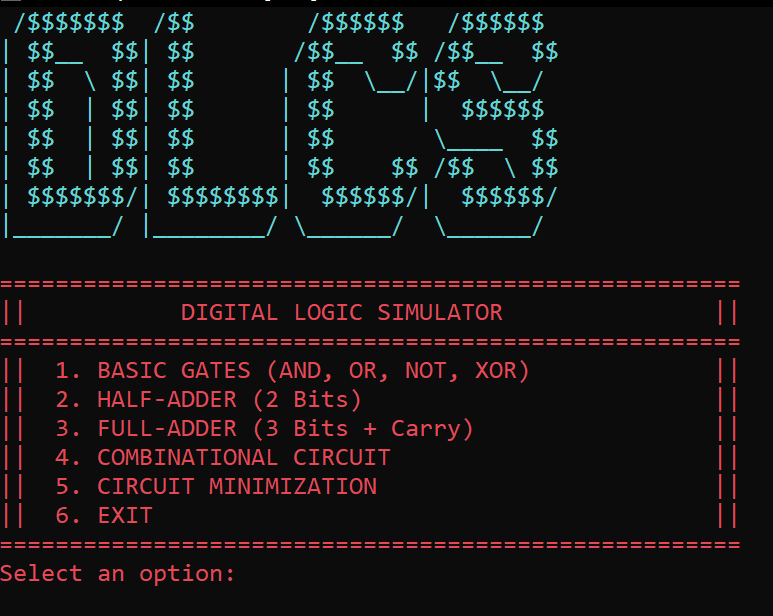 /$$$$$$$  /$$        /$$$$$$   /$$$$$$
| $$__  $$| $$       /$$__  $$ /$$__  $$
| $$  \ $$| $$      | $$  \__/|$$  \__/
| $$  | $$| $$      | $$      |  $$$$$$
| $$  | $$| $$      | $$       \____  $$
| $$  | $$| $$      | $$    $$ /$$  \ $$
| $$$$$$$/| $$$$$$$$|  $$$$$$/|  $$$$$$/
|_______/ |________/ \______/  \______/
=====================================================
||           DIGITAL LOGIC SIMULATOR               ||
=====================================================
||  1. BASIC GATES (AND, OR, NOT, XOR)             ||
||  2. HALF-ADDER (2 Bits)                         ||
||  3. FULL-ADDER (3 Bits + Carry)                 ||
||  4. COMBINATIONAL CIRCUIT                       ||
||  5. CIRCUIT MINIMIZATION                        ||
||  6. EXIT                                        ||
=====================================================
Select an option: